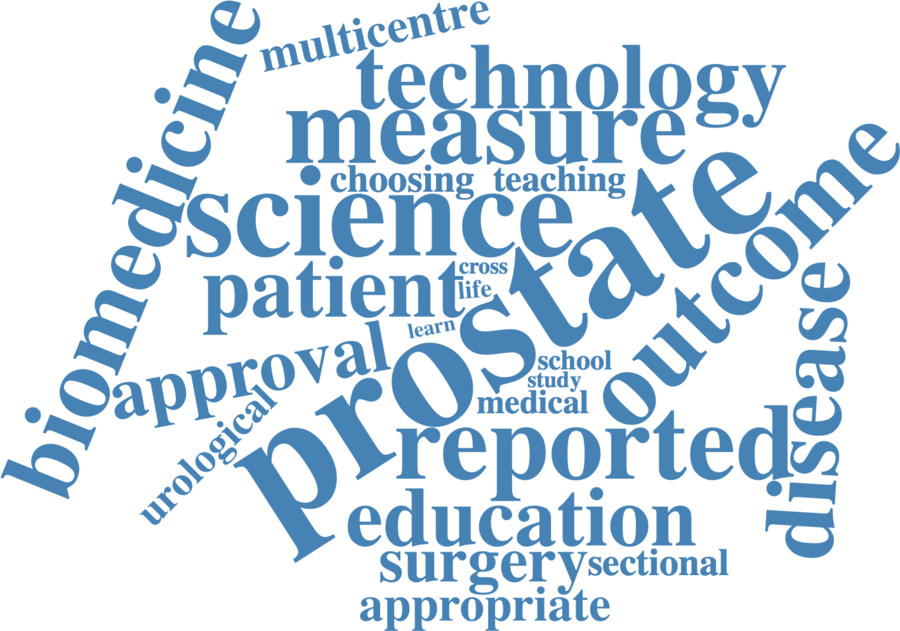 multicentre
technology
biomedicine
measure
choosing
teaching
science
prostate
outcome
patient
cross
life
learn
disease
approval
school
study
medical
urological
reported
education
surgery
sectional
appropriate